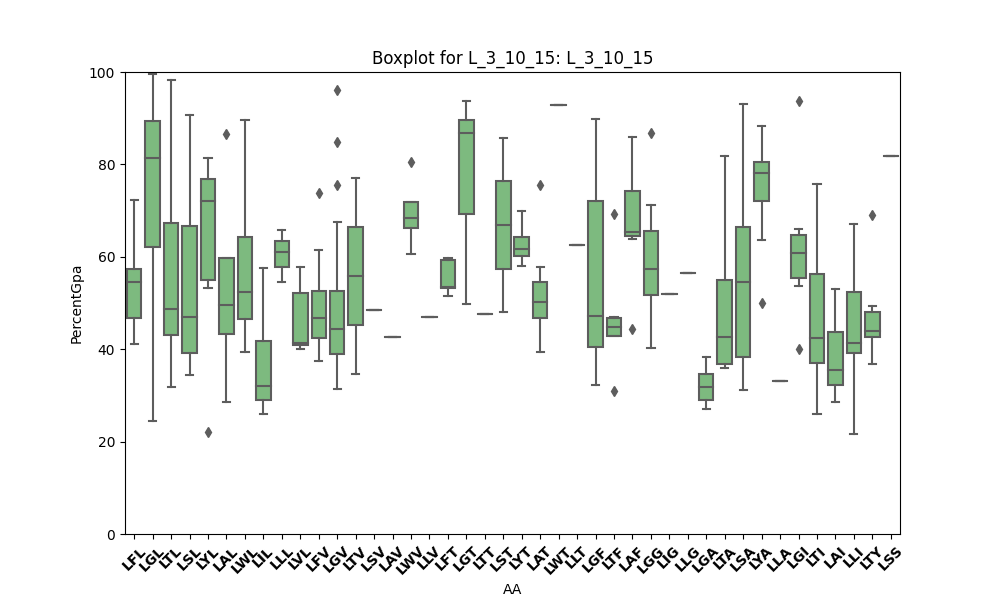 Boxplot for L_3_10_15: L_3_10_15
100
80
60
40
20
0
PercentGpa
LFL LGL LTL LSL LYL LAL LWL LIL LLL LVL LFV LGV LTV LSV LAV LWV LLV LFT LGT LTT LST LYT LAT LWT LLT LGF LTF LAF LGG LIG LLG LGA LTA LSA LYA LLA LGI LTI LAI LLI LTY LSS
AA